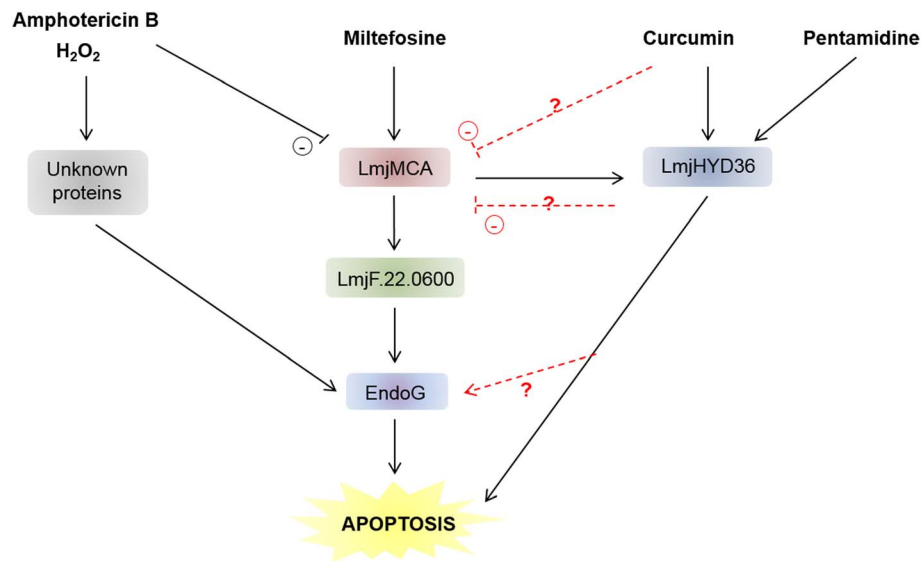 Amphotericin B
H₂O₂
Miltefosine
Curcumin
Pentamidine
?
-
-
LmjMCA
LmjHYD36
Unknown
proteins
?
-
LmjF.22.0600
EndoG
?
APOPTOSIS